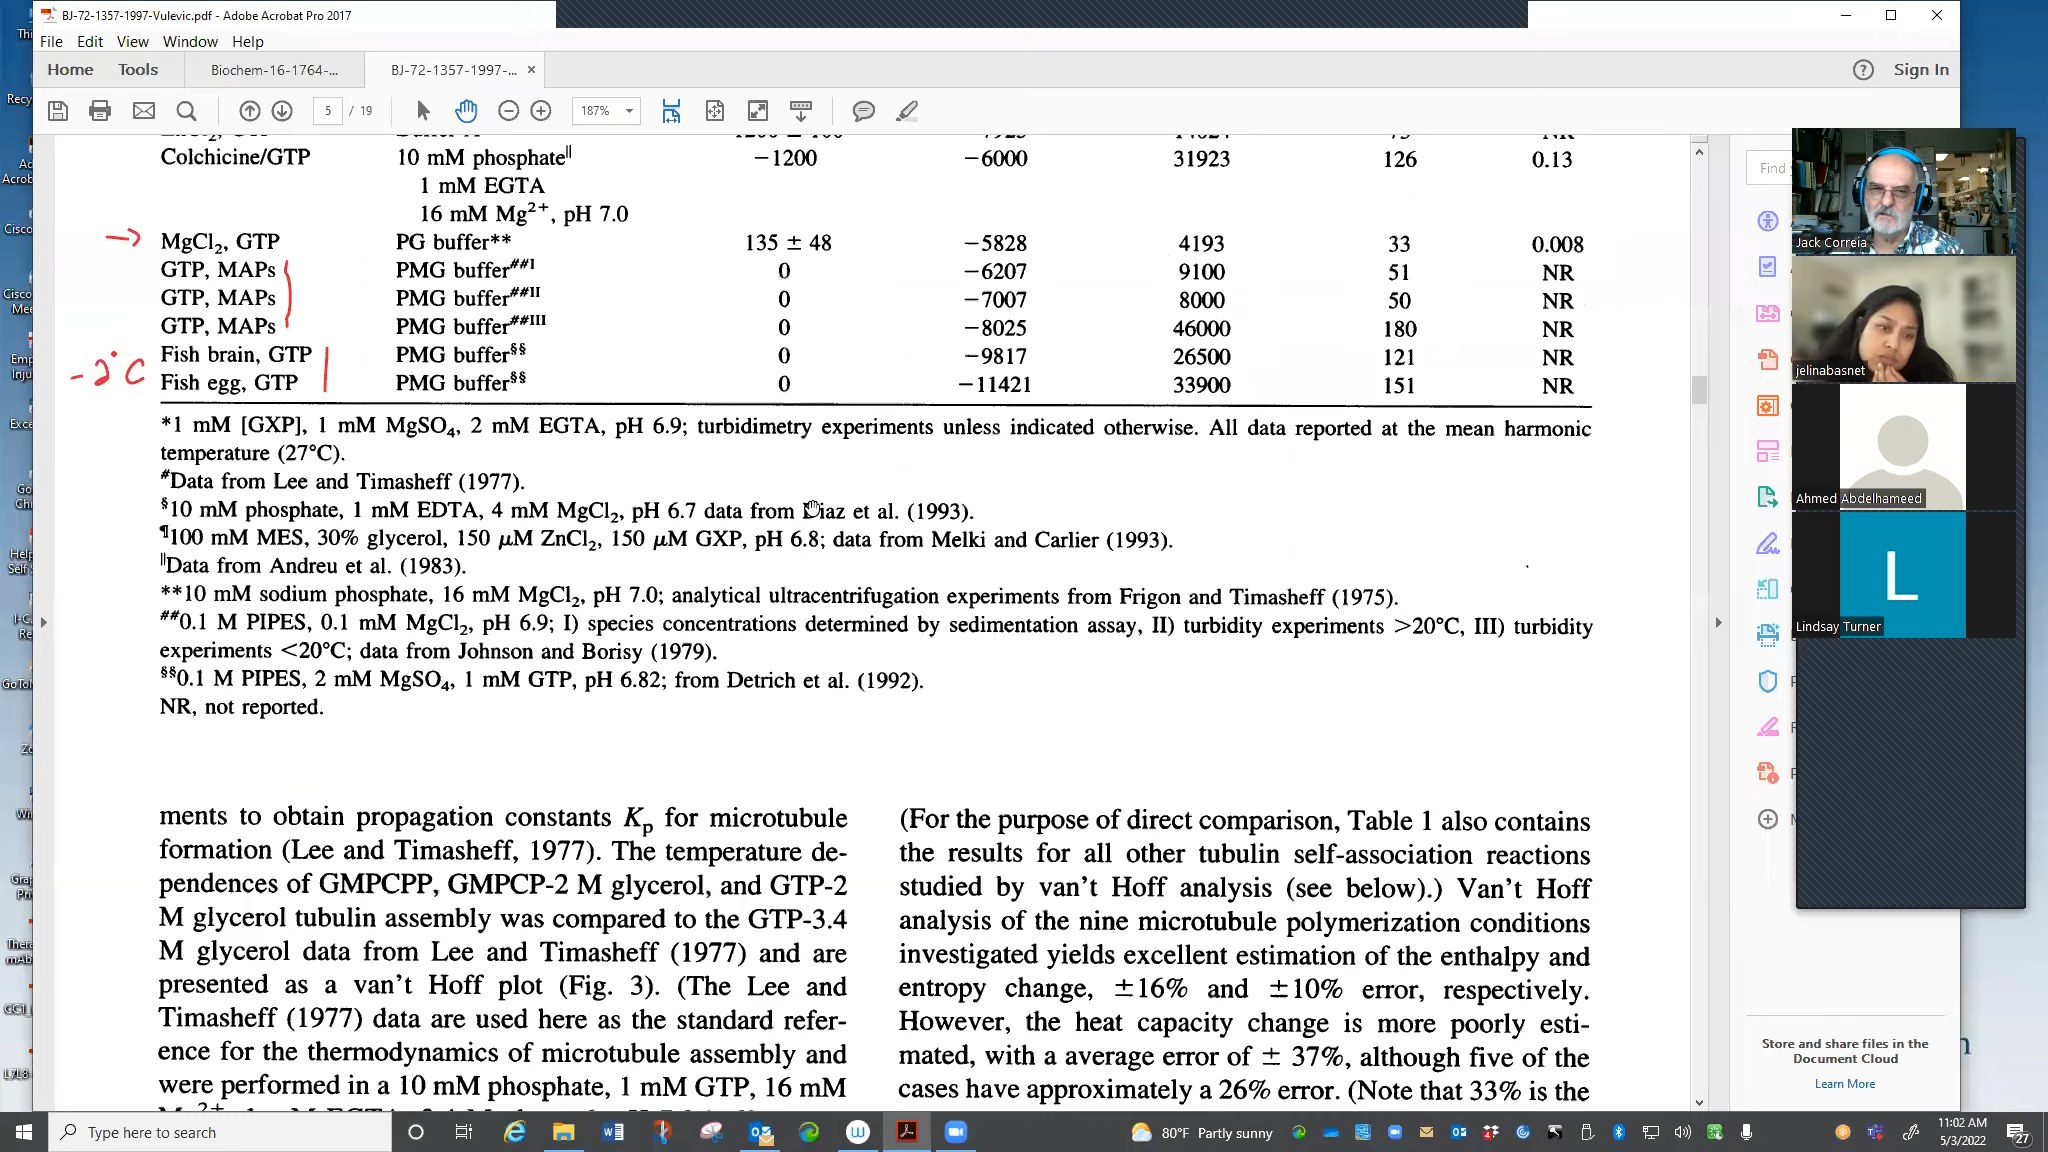 BJ-72-1357-1997-Vulevic.pdf - Adobe Acrobat Pro 2017
File Edit View Window Help
Home Tools Biochem-16-1764-... BJ-72-1357-1997-... ×
Sign In
5 / 19 187%
Colchicine/GTP 10 mM phosphate‖ −1200 −6000 31923 126 0.13
1 mM EGTA
16 mM Mg²⁺, pH 7.0
→ MgCl₂, GTP PG buffer** 135 ± 48 −5828 4193 33 0.008
GTP, MAPs PMG buffer##I 0 −6207 9100 51 NR
GTP, MAPs PMG buffer##II 0 −7007 8000 50 NR
GTP, MAPs PMG buffer##III 0 −8025 46000 180 NR
Fish brain, GTP PMG buffer§§ 0 −9817 26500 121 NR
-2°C
Fish egg, GTP PMG buffer§§ 0 −11421 33900 151 NR
*1 mM [GXP], 1 mM MgSO₄, 2 mM EGTA, pH 6.9; turbidimetry experiments unless indicated otherwise. All data reported at the mean harmonic
temperature (27°C).
#Data from Lee and Timasheff (1977).
§10 mM phosphate, 1 mM EDTA, 4 mM MgCl₂, pH 6.7 data from Diaz et al. (1993).
¶100 mM MES, 30% glycerol, 150 μM ZnCl₂, 150 μM GXP, pH 6.8; data from Melki and Carlier (1993).
‖Data from Andreu et al. (1983).
**10 mM sodium phosphate, 16 mM MgCl₂, pH 7.0; analytical ultracentrifugation experiments from Frigon and Timasheff (1975).
##0.1 M PIPES, 0.1 mM MgCl₂, pH 6.9; I) species concentrations determined by sedimentation assay, II) turbidity experiments >20°C, III) turbidity
experiments <20°C; data from Johnson and Borisy (1979).
§§0.1 M PIPES, 2 mM MgSO₄, 1 mM GTP, pH 6.82; from Detrich et al. (1992).
NR, not reported.
ments to obtain propagation constants Kp for microtubule
formation (Lee and Timasheff, 1977). The temperature de-
pendences of GMPCPP, GMPCP-2 M glycerol, and GTP-2
M glycerol tubulin assembly was compared to the GTP-3.4
M glycerol data from Lee and Timasheff (1977) and are
presented as a van't Hoff plot (Fig. 3). (The Lee and
Timasheff (1977) data are used here as the standard refer-
ence for the thermodynamics of microtubule assembly and
were performed in a 10 mM phosphate, 1 mM GTP, 16 mM
(For the purpose of direct comparison, Table 1 also contains
the results for all other tubulin self-association reactions
studied by van't Hoff analysis (see below).) Van't Hoff
analysis of the nine microtubule polymerization conditions
investigated yields excellent estimation of the enthalpy and
entropy change, ±16% and ±10% error, respectively.
However, the heat capacity change is more poorly esti-
mated, with a average error of ± 37%, although five of the
cases have approximately a 26% error. (Note that 33% is the
Find
Jack Correia
jelinabasnet
Ahmed Abdelhameed
L
Lindsay Turner
Store and share files in the
Document Cloud
Learn More
Type here to search
80°F Partly sunny
11:02 AM
5/3/2022
27